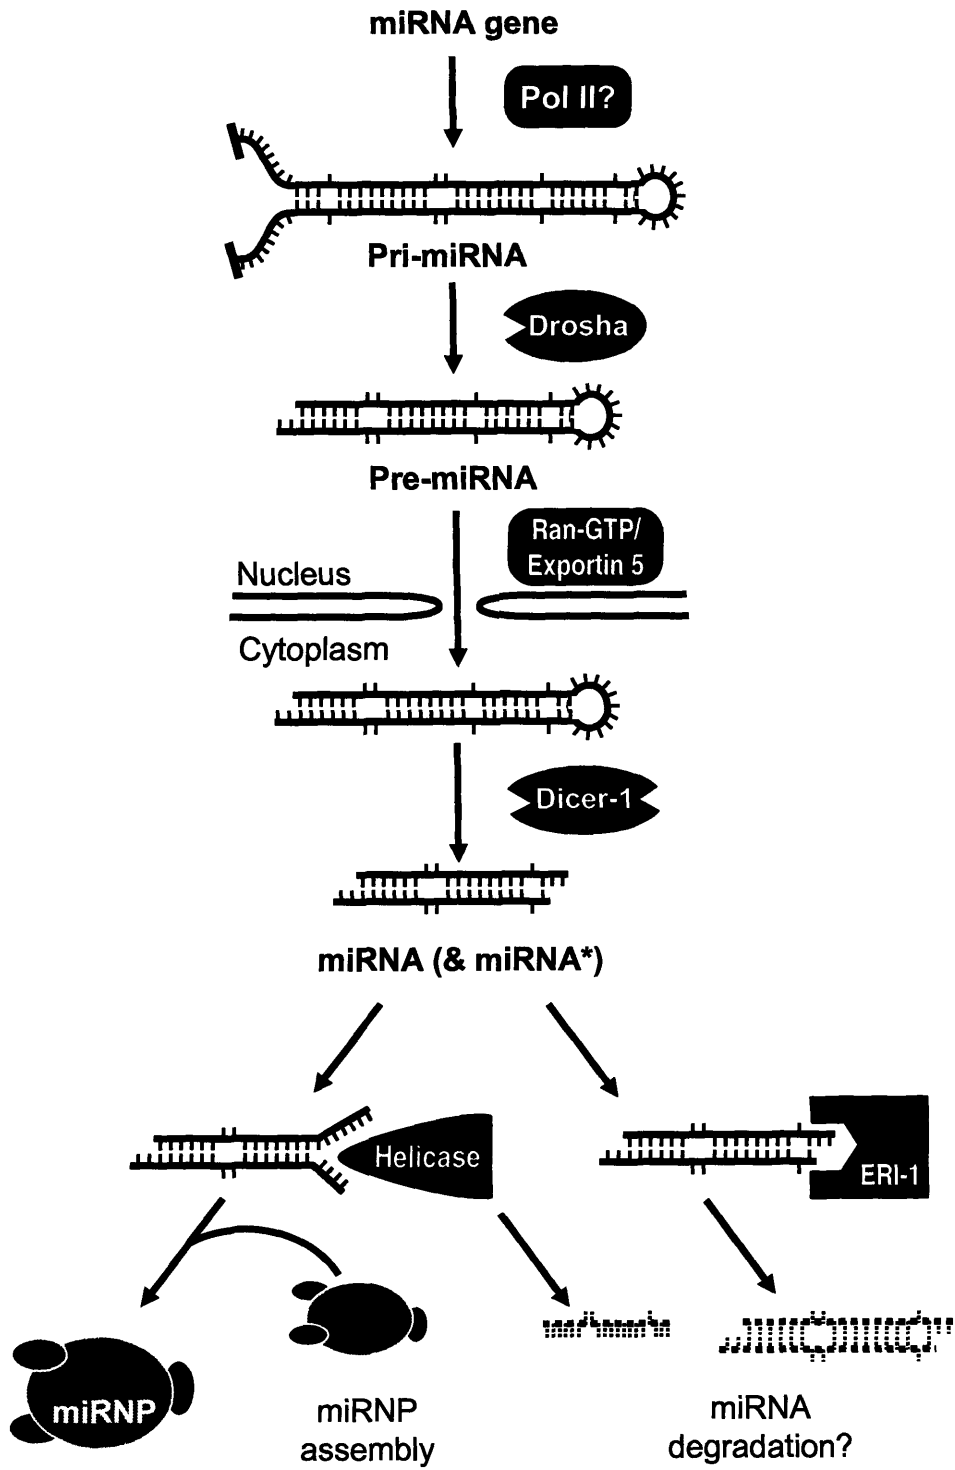 miRNA gene
Pol II?
Pri-miRNA
Drosha
Pre-miRNA
Ran-GTP/
Exportin 5
Nucleus
Cytoplasm
Dicer-1
miRNA (& miRNA*)
Helicase
ERI-1
miRNP
miRNP
assembly
miRNA
degradation?